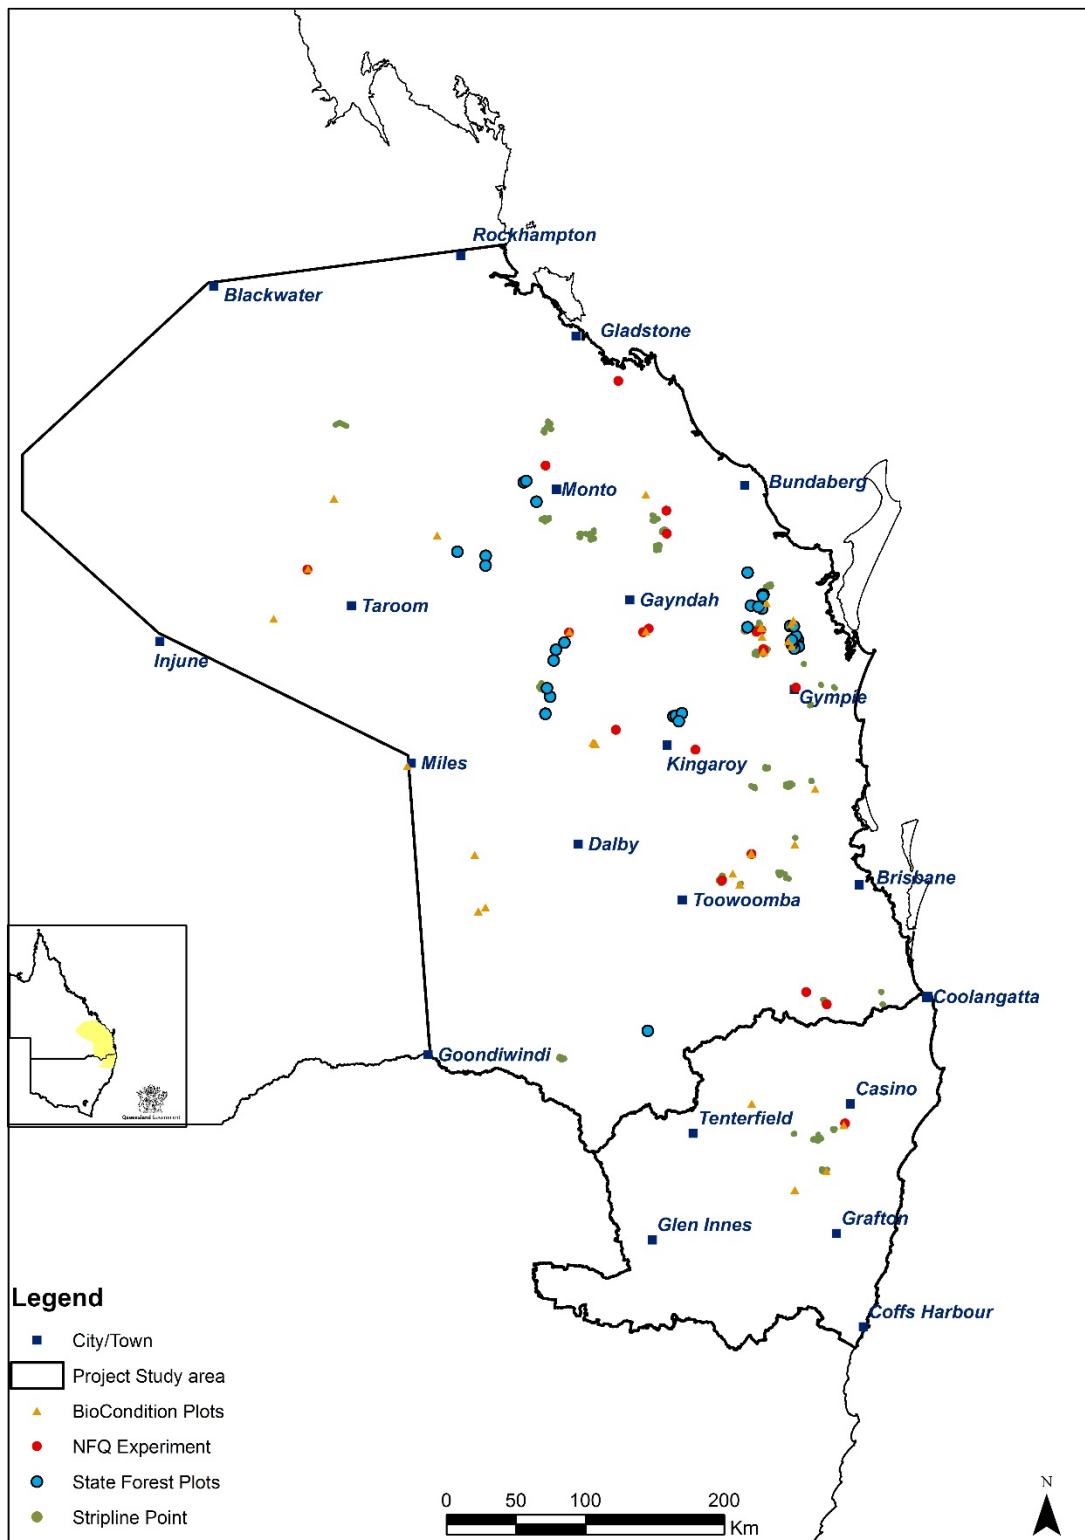 Rockhampton
Blackwater
Gladstone
Monto
Bundaberg
Taroom
Gayndah
Injune
Gympie
Miles
Kingaroy
Dalby
Brisbane
Toowoomba
Coolangatta
Goondiwindi
Casino
Tenterfield
Glen Innes
Grafton
Coffs Harbour
Queensland Government
Legend
City/Town
Project Study area
BioCondition Plots
NFQ Experiment
State Forest Plots
Stripline Point
0 50 100 200
Km
N